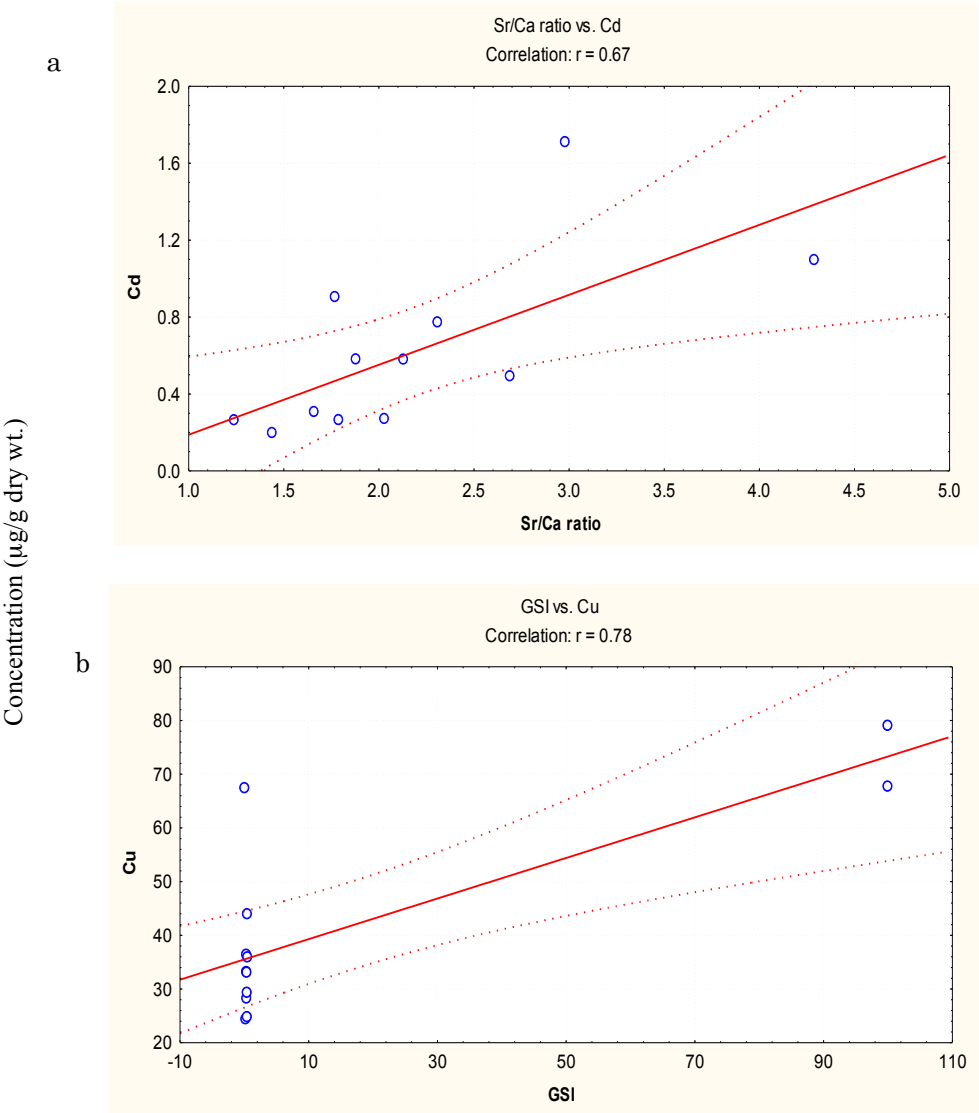 Concentration (µg/g dry wt.)
a
Sr/Ca ratio vs. Cd
Correlation: r = 0.67
2.0
1.6
1.2
0.8
0.4
0.0
Cd
1.0 1.5 2.0 2.5 3.0 3.5 4.0 4.5 5.0
Sr/Ca ratio
b
GSI vs. Cu
Correlation: r = 0.78
90
80
70
60
50
40
30
20
Cu
-10 10 30 50 70 90 110
GSI